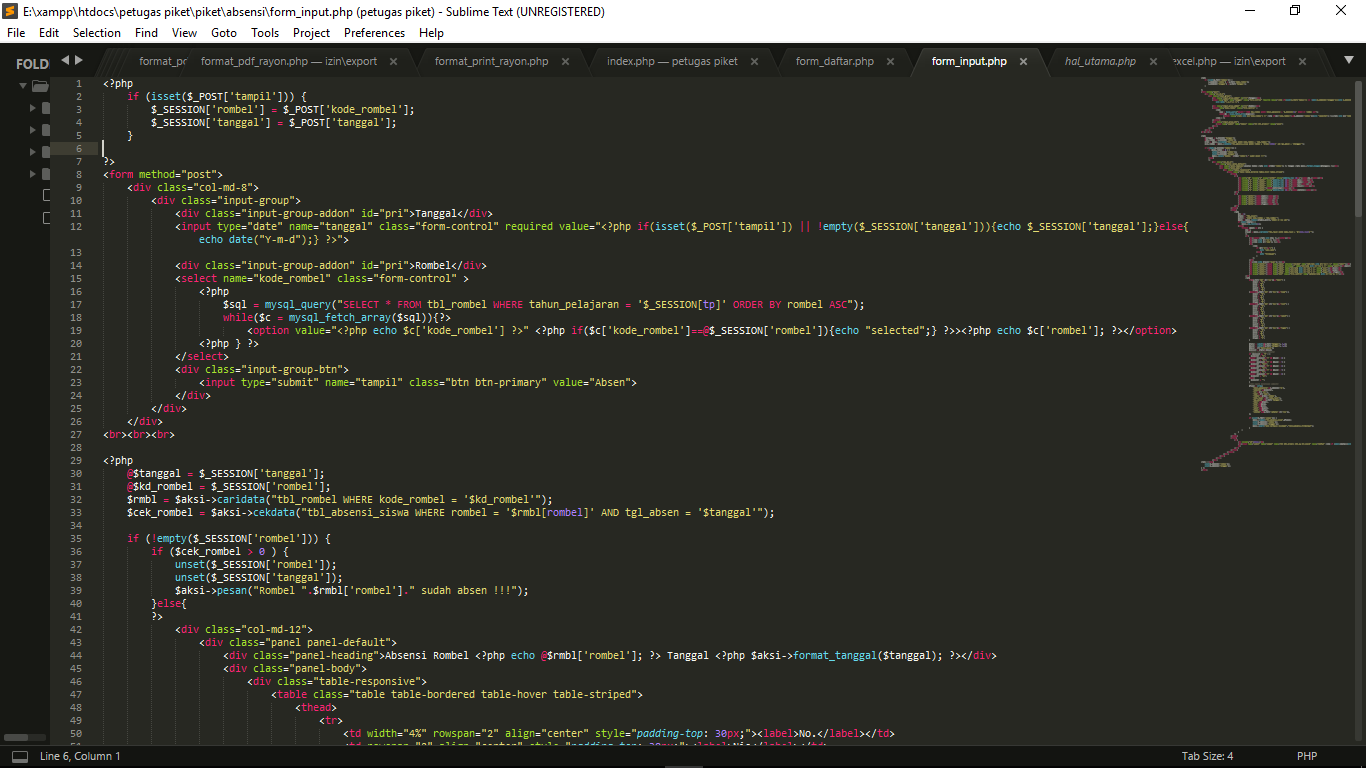 E:\xampp\htdocs\petugas piket\piket\absensi\form_input.php (petugas piket) - Sublime Text (UNREGISTERED)
File Edit Selection Find View Goto Tools Project Preferences Help
FOLD
format_pdf_rayon.php — izin\export
format_print_rayon.php
index.php — petugas piket
form_daftar.php
form_input.php
hal_utama.php
excel.php — izin\export
1 <?php
2 if (isset($_POST['tampil'])) {
3 $_SESSION['rombel'] = $_POST['kode_rombel'];
4 $_SESSION['tanggal'] = $_POST['tanggal'];
5 }
6
7 ?>
8 <form method="post">
9 <div class="col-md-8">
10 <div class="input-group">
11 <div class="input-group-addon" id="pri">Tanggal</div>
12 <input type="date" name="tanggal" class="form-control" required value="<?php if(isset($_POST['tampil']) || !empty($_SESSION['tanggal'])){echo $_SESSION['tanggal'];}else{
echo date("Y-m-d");} ?>">
13
14 <div class="input-group-addon" id="pri">Rombel</div>
15 <select name="kode_rombel" class="form-control" >
16 <?php
17 $sql = mysql_query("SELECT * FROM tbl_rombel WHERE tahun_pelajaran = '$_SESSION[tp]' ORDER BY rombel ASC");
18 while($c = mysql_fetch_array($sql)){?>
19 <option value="<?php echo $c['kode_rombel'] ?>" <?php if($c['kode_rombel']==@$_SESSION['rombel']){echo "selected";} ?>><?php echo $c['rombel']; ?></option>
20 <?php } ?>
21 </select>
22 <div class="input-group-btn">
23 <input type="submit" name="tampil" class="btn btn-primary" value="Absen">
24 </div>
25 </div>
26 </div>
27 <br><br><br>
28
29 <?php
30 @$tanggal = $_SESSION['tanggal'];
31 @$kd_rombel = $_SESSION['rombel'];
32 $rmbl = $aksi->caridata("tbl_rombel WHERE kode_rombel = '$kd_rombel'");
33 $cek_rombel = $aksi->cekdata("tbl_absensi_siswa WHERE rombel = '$rmbl[rombel]' AND tgl_absen = '$tanggal'");
34
35 if (!empty($_SESSION['rombel'])) {
36 if ($cek_rombel > 0 ) {
37 unset($_SESSION['rombel']);
38 unset($_SESSION['tanggal']);
39 $aksi->pesan("Rombel ".$rmbl['rombel']." sudah absen !!!");
40 }else{
41 ?>
42 <div class="col-md-12">
43 <div class="panel panel-default">
44 <div class="panel-heading">Absensi Rombel <?php echo @$rmbl['rombel']; ?> Tanggal <?php $aksi->format_tanggal($tanggal); ?></div>
45 <div class="panel-body">
46 <div class="table-responsive">
47 <table class="table table-bordered table-hover table-striped">
48 <thead>
49 <tr>
50 <td width="4%" rowspan="2" align="center" style="padding-top: 30px;"><label>No.</label></td>
Line 6, Column 1
Tab Size: 4
PHP